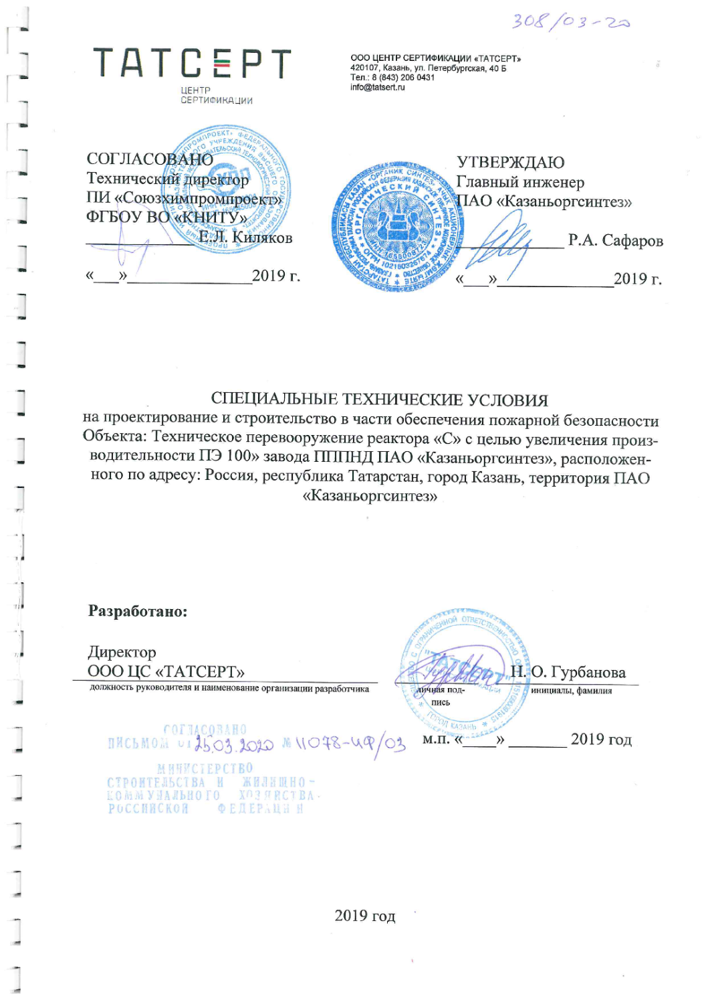 308/03-20
ТАТСЕРТ
ЦЕНТР
СЕРТИФИКАЦИИ
ООО ЦЕНТР СЕРТИФИКАЦИИ «ТАТСЕРТ»
420107, Казань, ул. Петербургская, 40 Б
Тел.: 8 (843) 206 0431
info@tatsert.ru
СОГЛАСОВАНО
Технический директор
ПИ «Союзхимпромпроект»
ФГБОУ ВО «КНИТУ»
____________ Е.Л. Киляков
«___»_______________2019 г.
УТВЕРЖДАЮ
Главный инженер
ПАО «Казаньоргсинтез»
_____________ Р.А. Сафаров
«___»______________2019 г.
СПЕЦИАЛЬНЫЕ ТЕХНИЧЕСКИЕ УСЛОВИЯ
на проектирование и строительство в части обеспечения пожарной безопасности
Объекта: Техническое перевооружение реактора «С» с целью увеличения произ-
водительности ПЭ 100» завода ПППНД ПАО «Казаньоргсинтез», расположен-
ного по адресу: Россия, республика Татарстан, город Казань, территория ПАО
«Казаньоргсинтез»
Разработано:
Директор
ООО ЦС «ТАТСЕРТ»
Н. О. Гурбанова
должность руководителя и наименование организации разработчика
личная под-
пись
инициалы, фамилия
м.п. «____» _______ 2019 год
СОГЛАСОВАНО
ПИСЬМОМ от 25.03.2020 № 11078-ИФ/03
МИНИСТЕРСТВО
СТРОИТЕЛЬСТВА И ЖИЛИЩНО-
КОММУНАЛЬНОГО ХОЗЯЙСТВА
РОССИЙСКОЙ ФЕДЕРАЦИИ
2019 год